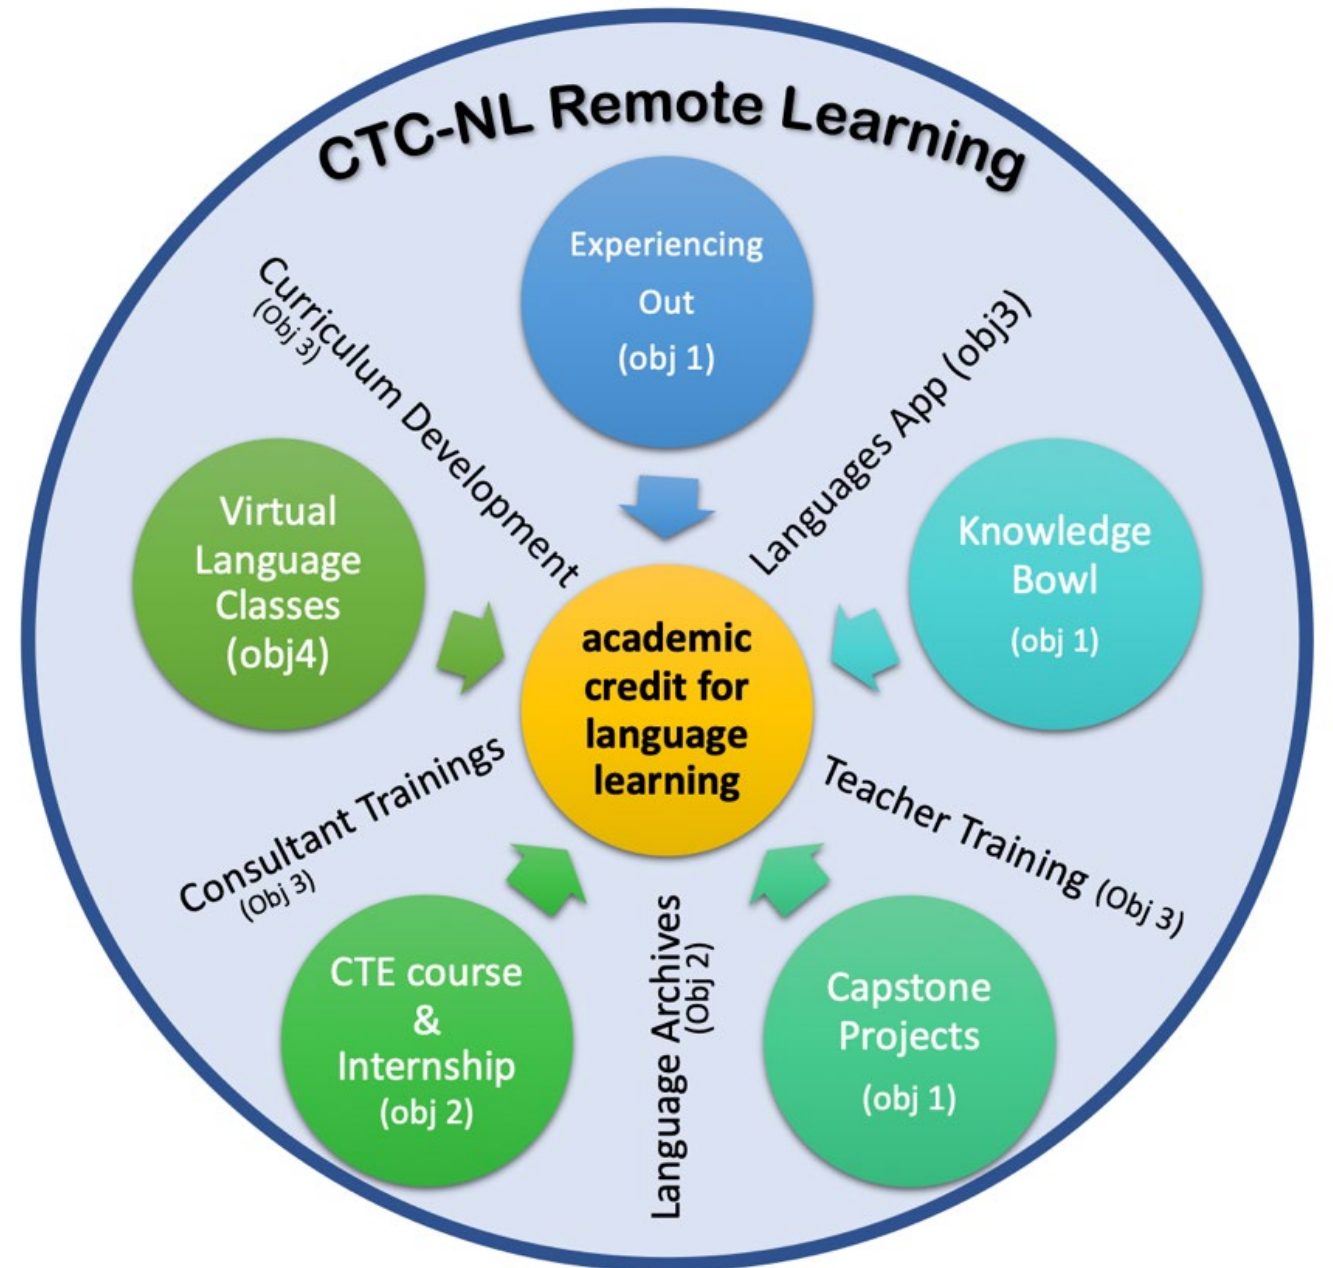 CTC-NL Remote Learning
Experiencing
Out
(obj 1)
Curriculum Development
(Obj 3)
Languages App (obj3)
Virtual
Language
Classes
(obj4)
Knowledge
Bowl
(obj 1)
academic
credit for
language
learning
Consultant Trainings
(Obj 3)
Teacher Training (Obj 3)
CTE course
&
Internship
(obj 2)
Language Archives
(Obj 2)
Capstone
Projects
(obj 1)